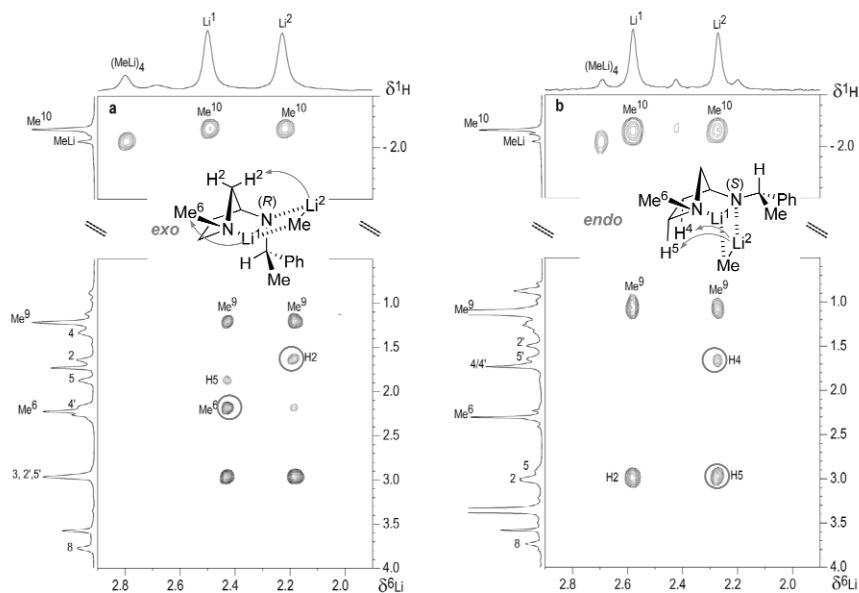 Li1 Li2
(MeLi)4
δ1H
a
Me10 Me10
Me10
MeLi
- 2.0
H2 H2
(R) Li2
Me6 N
exo N Me
Li1
H Ph
Me
Me9 Me9
Me9
1.0
4
1.5
2 H2
5 H5
2.0
4' Me6
Me6
2.5
3, 2',5'
3.0
3.5
8
4.0
2.8 2.6 2.4 2.2 2.0 δ6Li
Li1 Li2
(MeLi)4
δ1H
b
Me10 Me10
Me10
MeLi
- 2.0
(S) H
Me6 N Ph
N Me
Li1
endo H4 Li2
H5
Me
Me9 Me9
Me9
1.0
2'
1.5
5' H4
4/4'
2.0
Me6
2.5
5
2 H2 H5
3.0
3.5
8
4.0
2.8 2.6 2.4 2.2 2.0 δ6Li